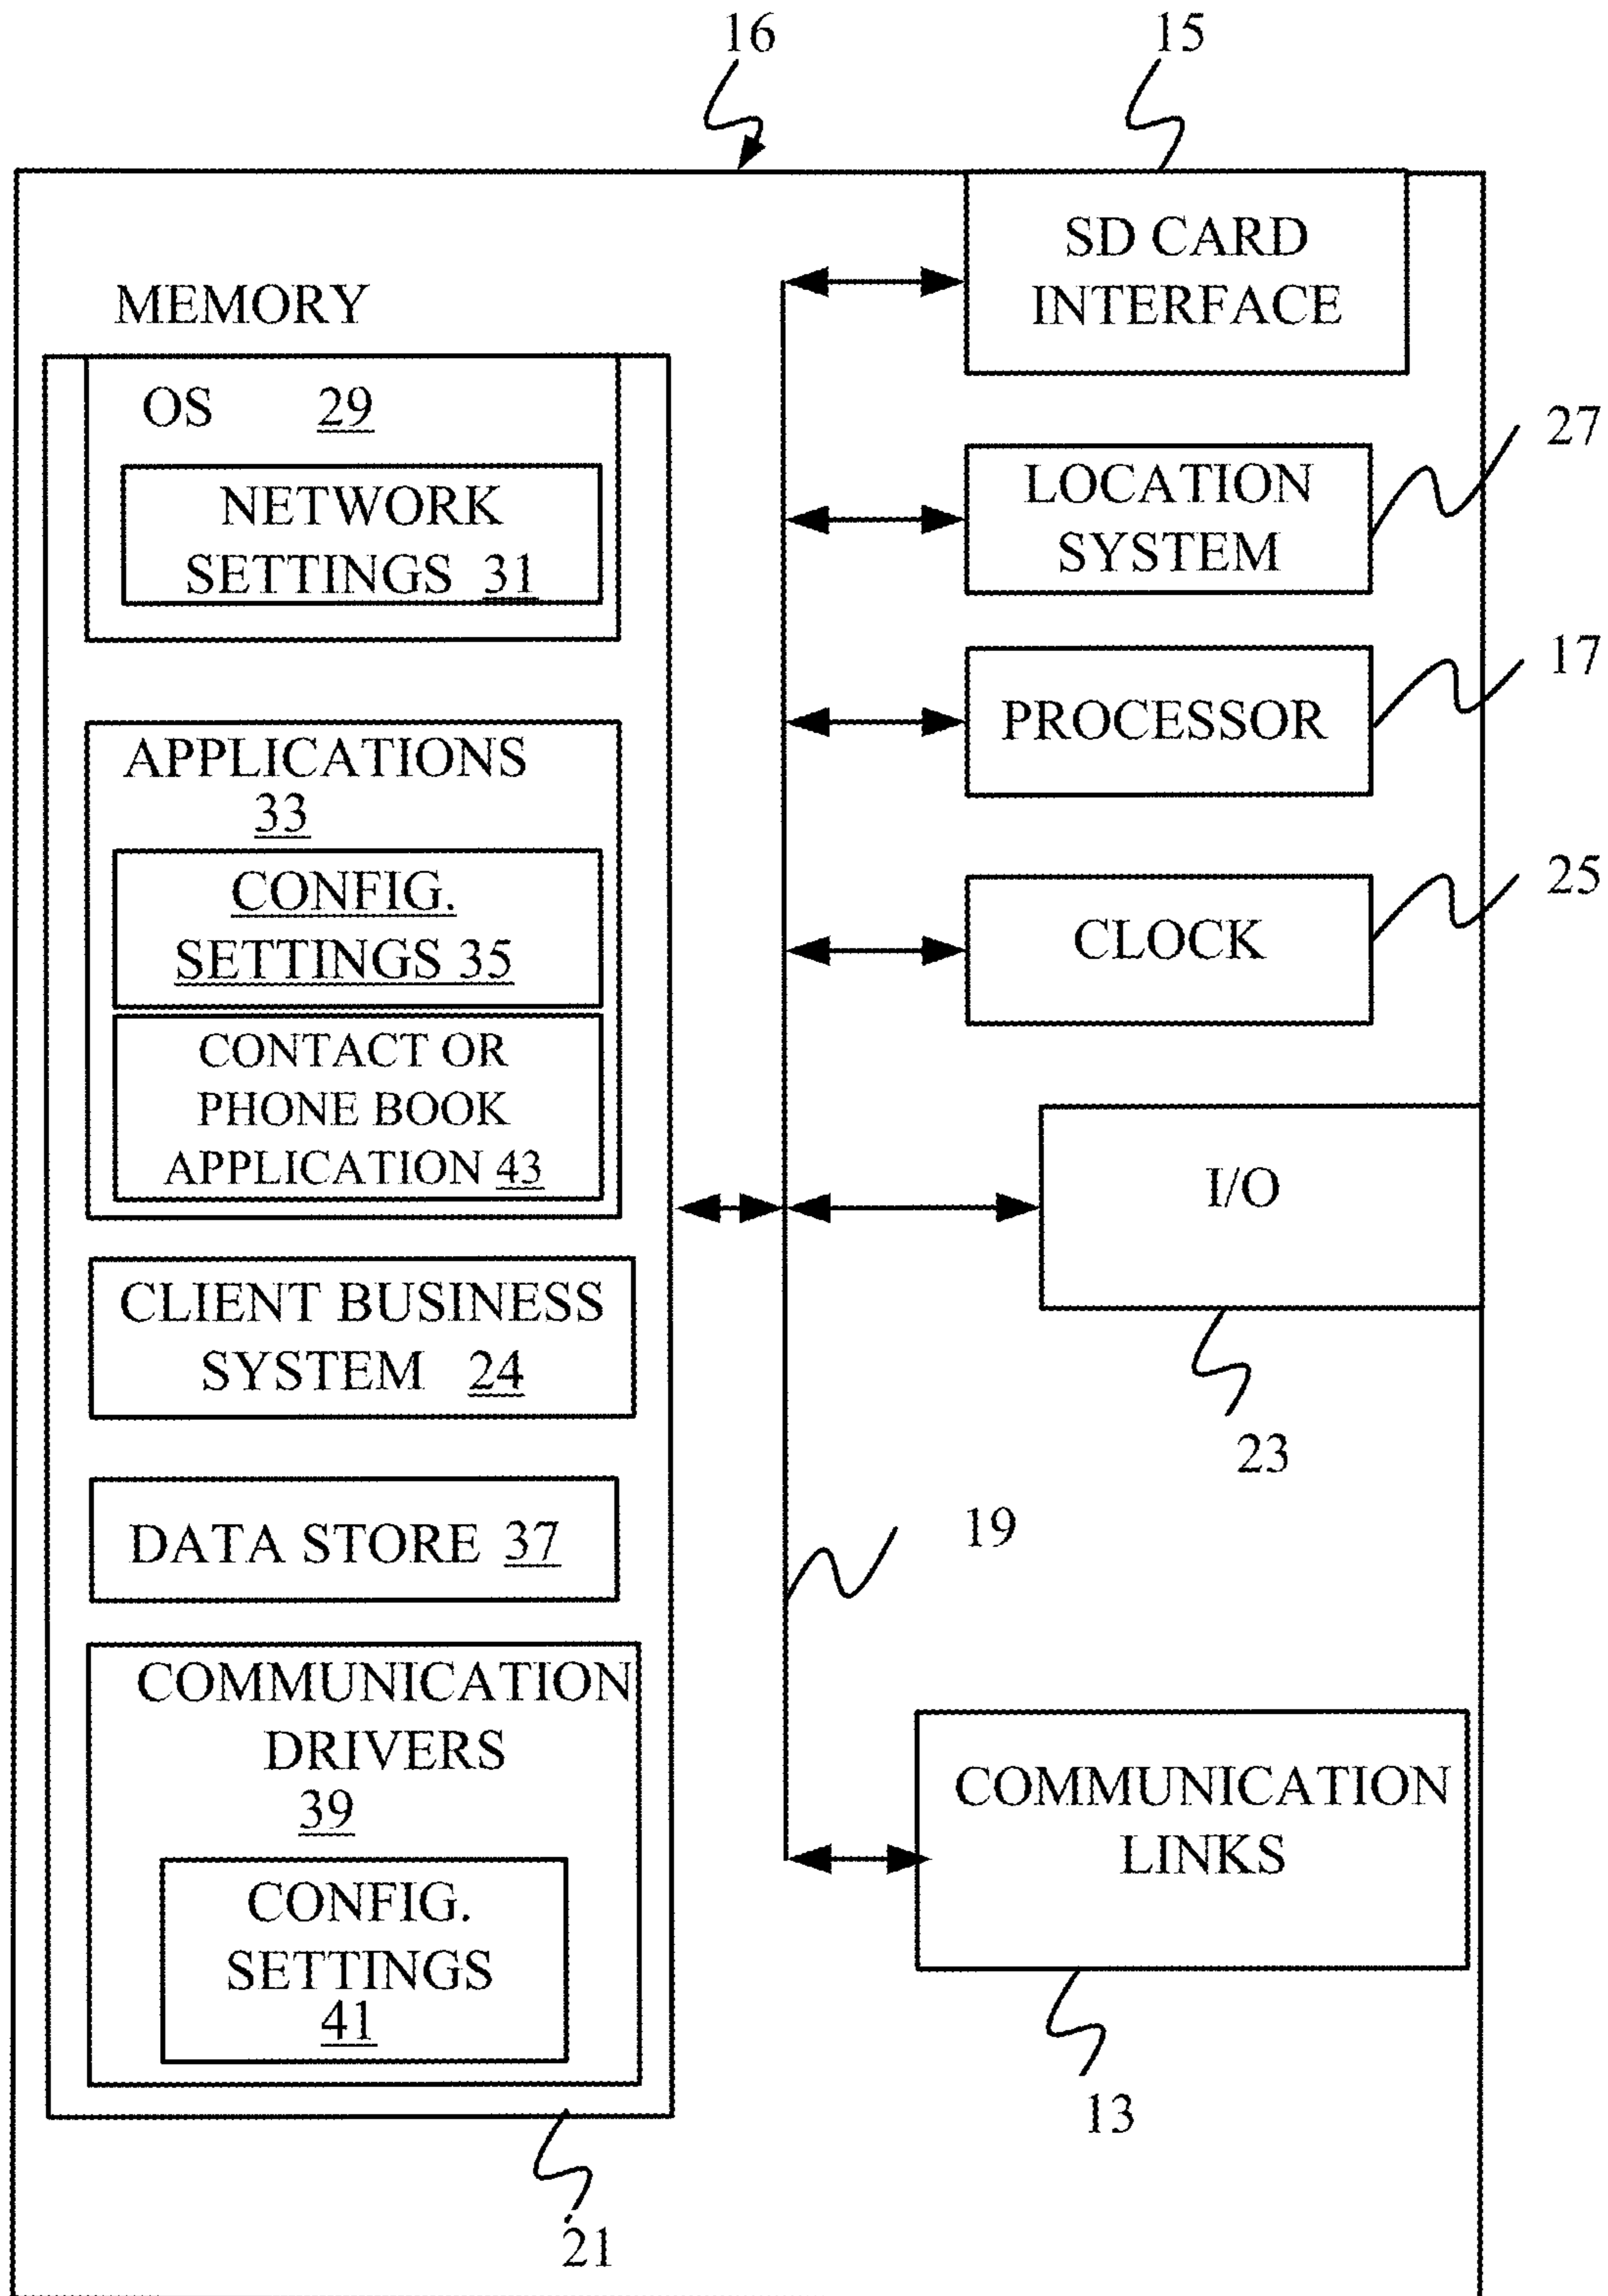 16
15
SD CARD
INTERFACE
MEMORY
OS 29
NETWORK
SETTINGS 31
27
LOCATION
SYSTEM
17
PROCESSOR
APPLICATIONS
33
CONFIG.
SETTINGS 35
25
CLOCK
CONTACT OR
PHONE BOOK
APPLICATION 43
I/O
23
CLIENT BUSINESS
SYSTEM 24
DATA STORE 37
19
COMMUNICATION
DRIVERS
39
CONFIG.
SETTINGS
41
COMMUNICATION
LINKS
13
21